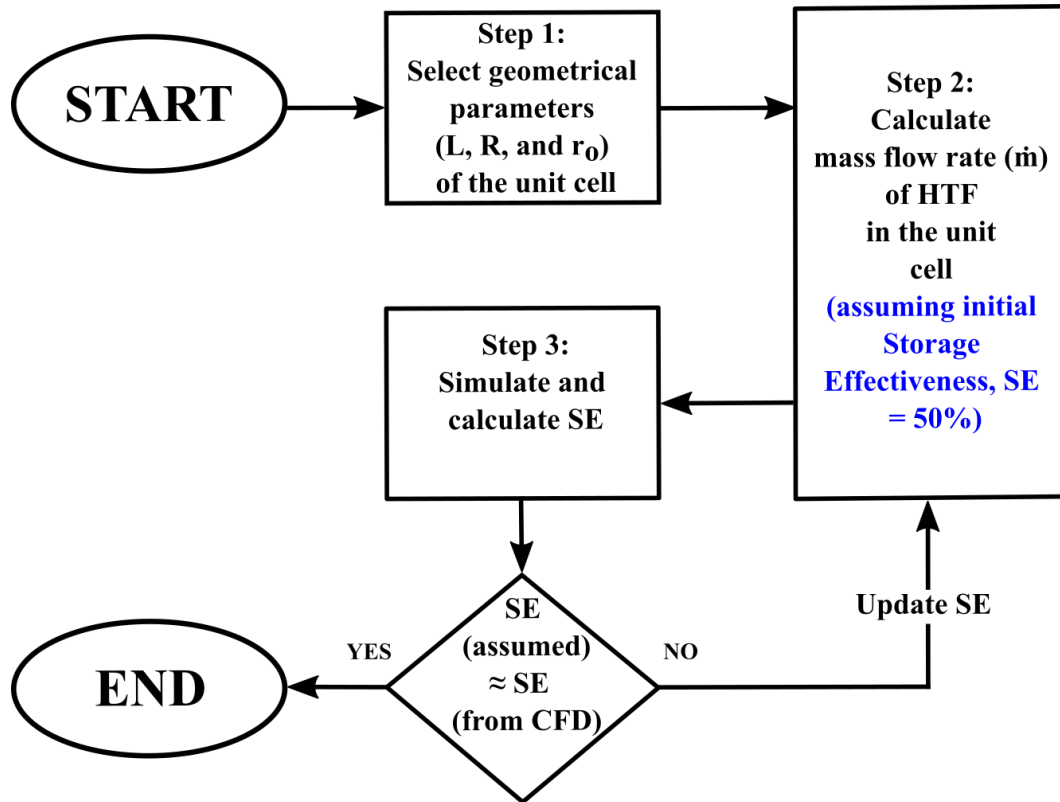 START
Step 1:
Select geometrical
parameters
(L, R, and r₀)
of the unit cell
Step 2:
Calculate
mass flow rate (ṁ)
of HTF
in the unit
cell
(assuming initial
Storage
Effectiveness, SE
= 50%)
Step 3:
Simulate and
calculate SE
SE
(assumed)
≈ SE
(from CFD)
YES
NO
Update SE
END